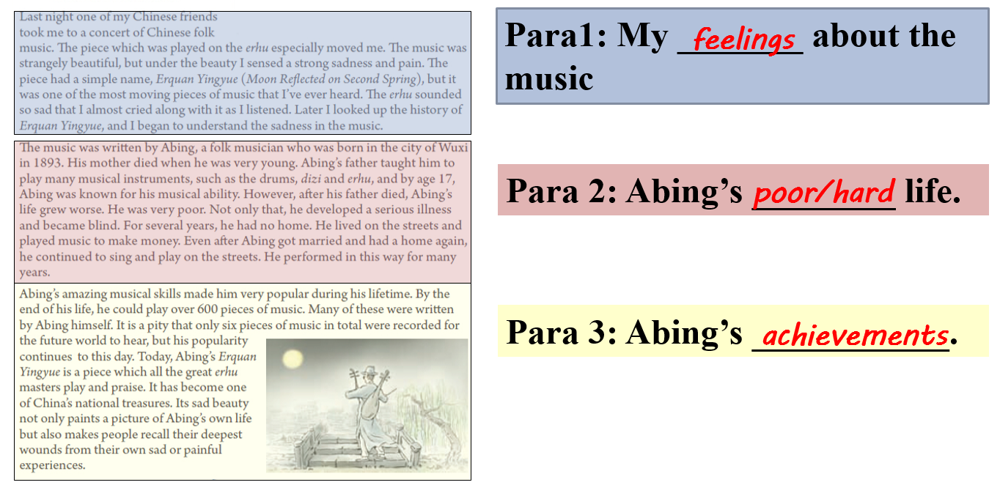 Last night one of my Chinese friends
took me to a concert of Chinese folk
music. The piece which was played on the erhu especially moved me. The music was
strangely beautiful, but under the beauty I sensed a strong sadness and pain. The
piece had a simple name, Erquan Yingyue (Moon Reflected on Second Spring), but it
was one of the most moving pieces of music that I've ever heard. The erhu sounded
so sad that I almost cried along with it as I listened. Later I looked up the history of
Erquan Yingyue, and I began to understand the sadness in the music.
The music was written by Abing, a folk musician who was born in the city of Wuxi
in 1893. His mother died when he was very young. Abing's father taught him to
play many musical instruments, such as the drums, dizi and erhu, and by age 17,
Abing was known for his musical ability. However, after his father died, Abing's
life grew worse. He was very poor. Not only that, he developed a serious illness
and became blind. For several years, he had no home. He lived on the streets and
played music to make money. Even after Abing got married and had a home again,
he continued to sing and play on the streets. He performed in this way for many
years.
Abing's amazing musical skills made him very popular during his lifetime. By the
end of his life, he could play over 600 pieces of music. Many of these were written
by Abing himself. It is a pity that only six pieces of music in total were recorded for
the future world to hear, but his popularity
continues to this day. Today, Abing's Erquan
Yingyue is a piece which all the great erhu
masters play and praise. It has become one
of China's national treasures. Its sad beauty
not only paints a picture of Abing's own life
but also makes people recall their deepest
wounds from their own sad or painful
experiences.
Para1: My feelings about the
music
Para 2: Abing's poor/hard life.
Para 3: Abing's achievements.